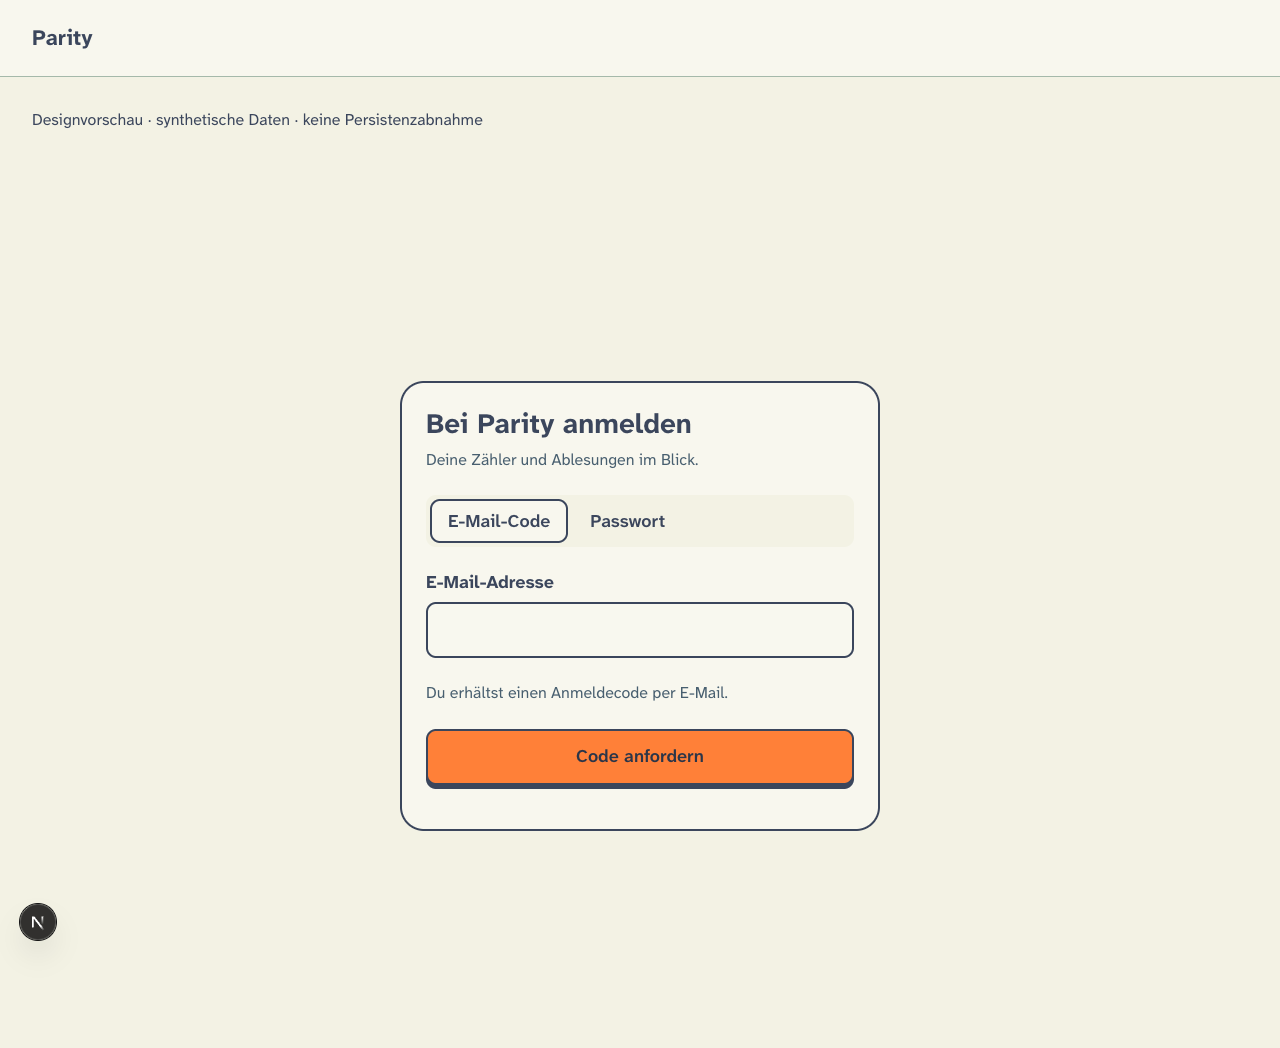 Parity
Designvorschau · synthetische Daten · keine Persistenzabnahme
Bei Parity anmelden
Deine Zähler und Ablesungen im Blick.
E-Mail-Code
Passwort
E-Mail-Adresse
Du erhältst einen Anmeldecode per E-Mail.
Code anfordern
N